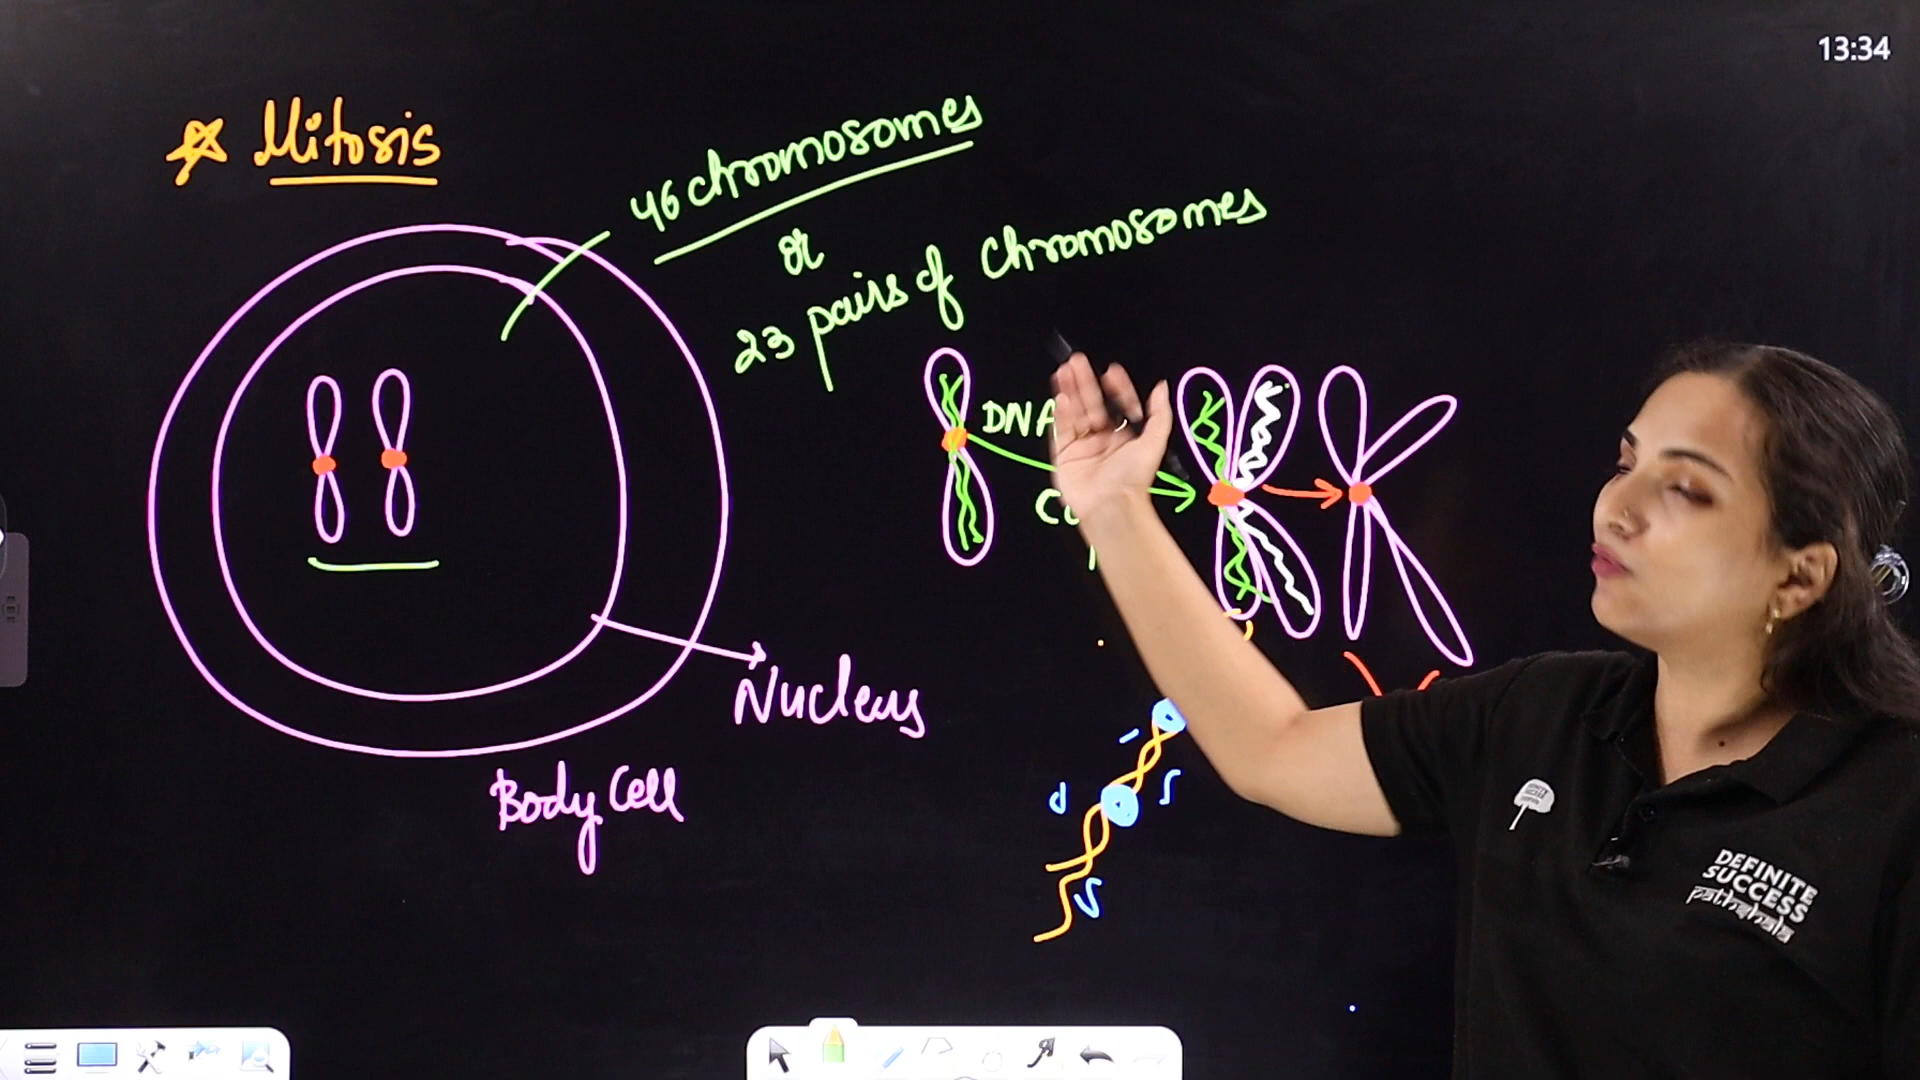 13:34
☆ Mitosis
46 chromosomes
or
23 pairs of Chromosomes
DNA
Nucleus
Body Cell
DEFINITE
SUCCESS
pathshala